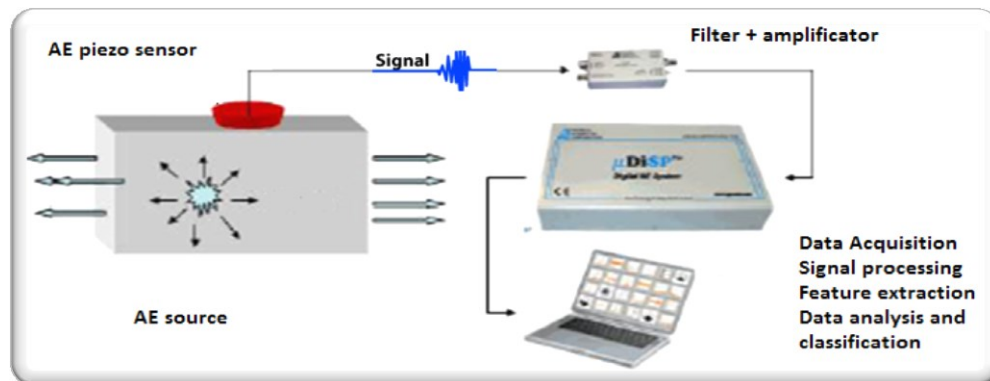 AE piezo sensor
Signal
Filter + amplificator
µDiSP
Digital AE System
CE
Data Acquisition
Signal processing
Feature extraction
Data analysis and
classification
AE source